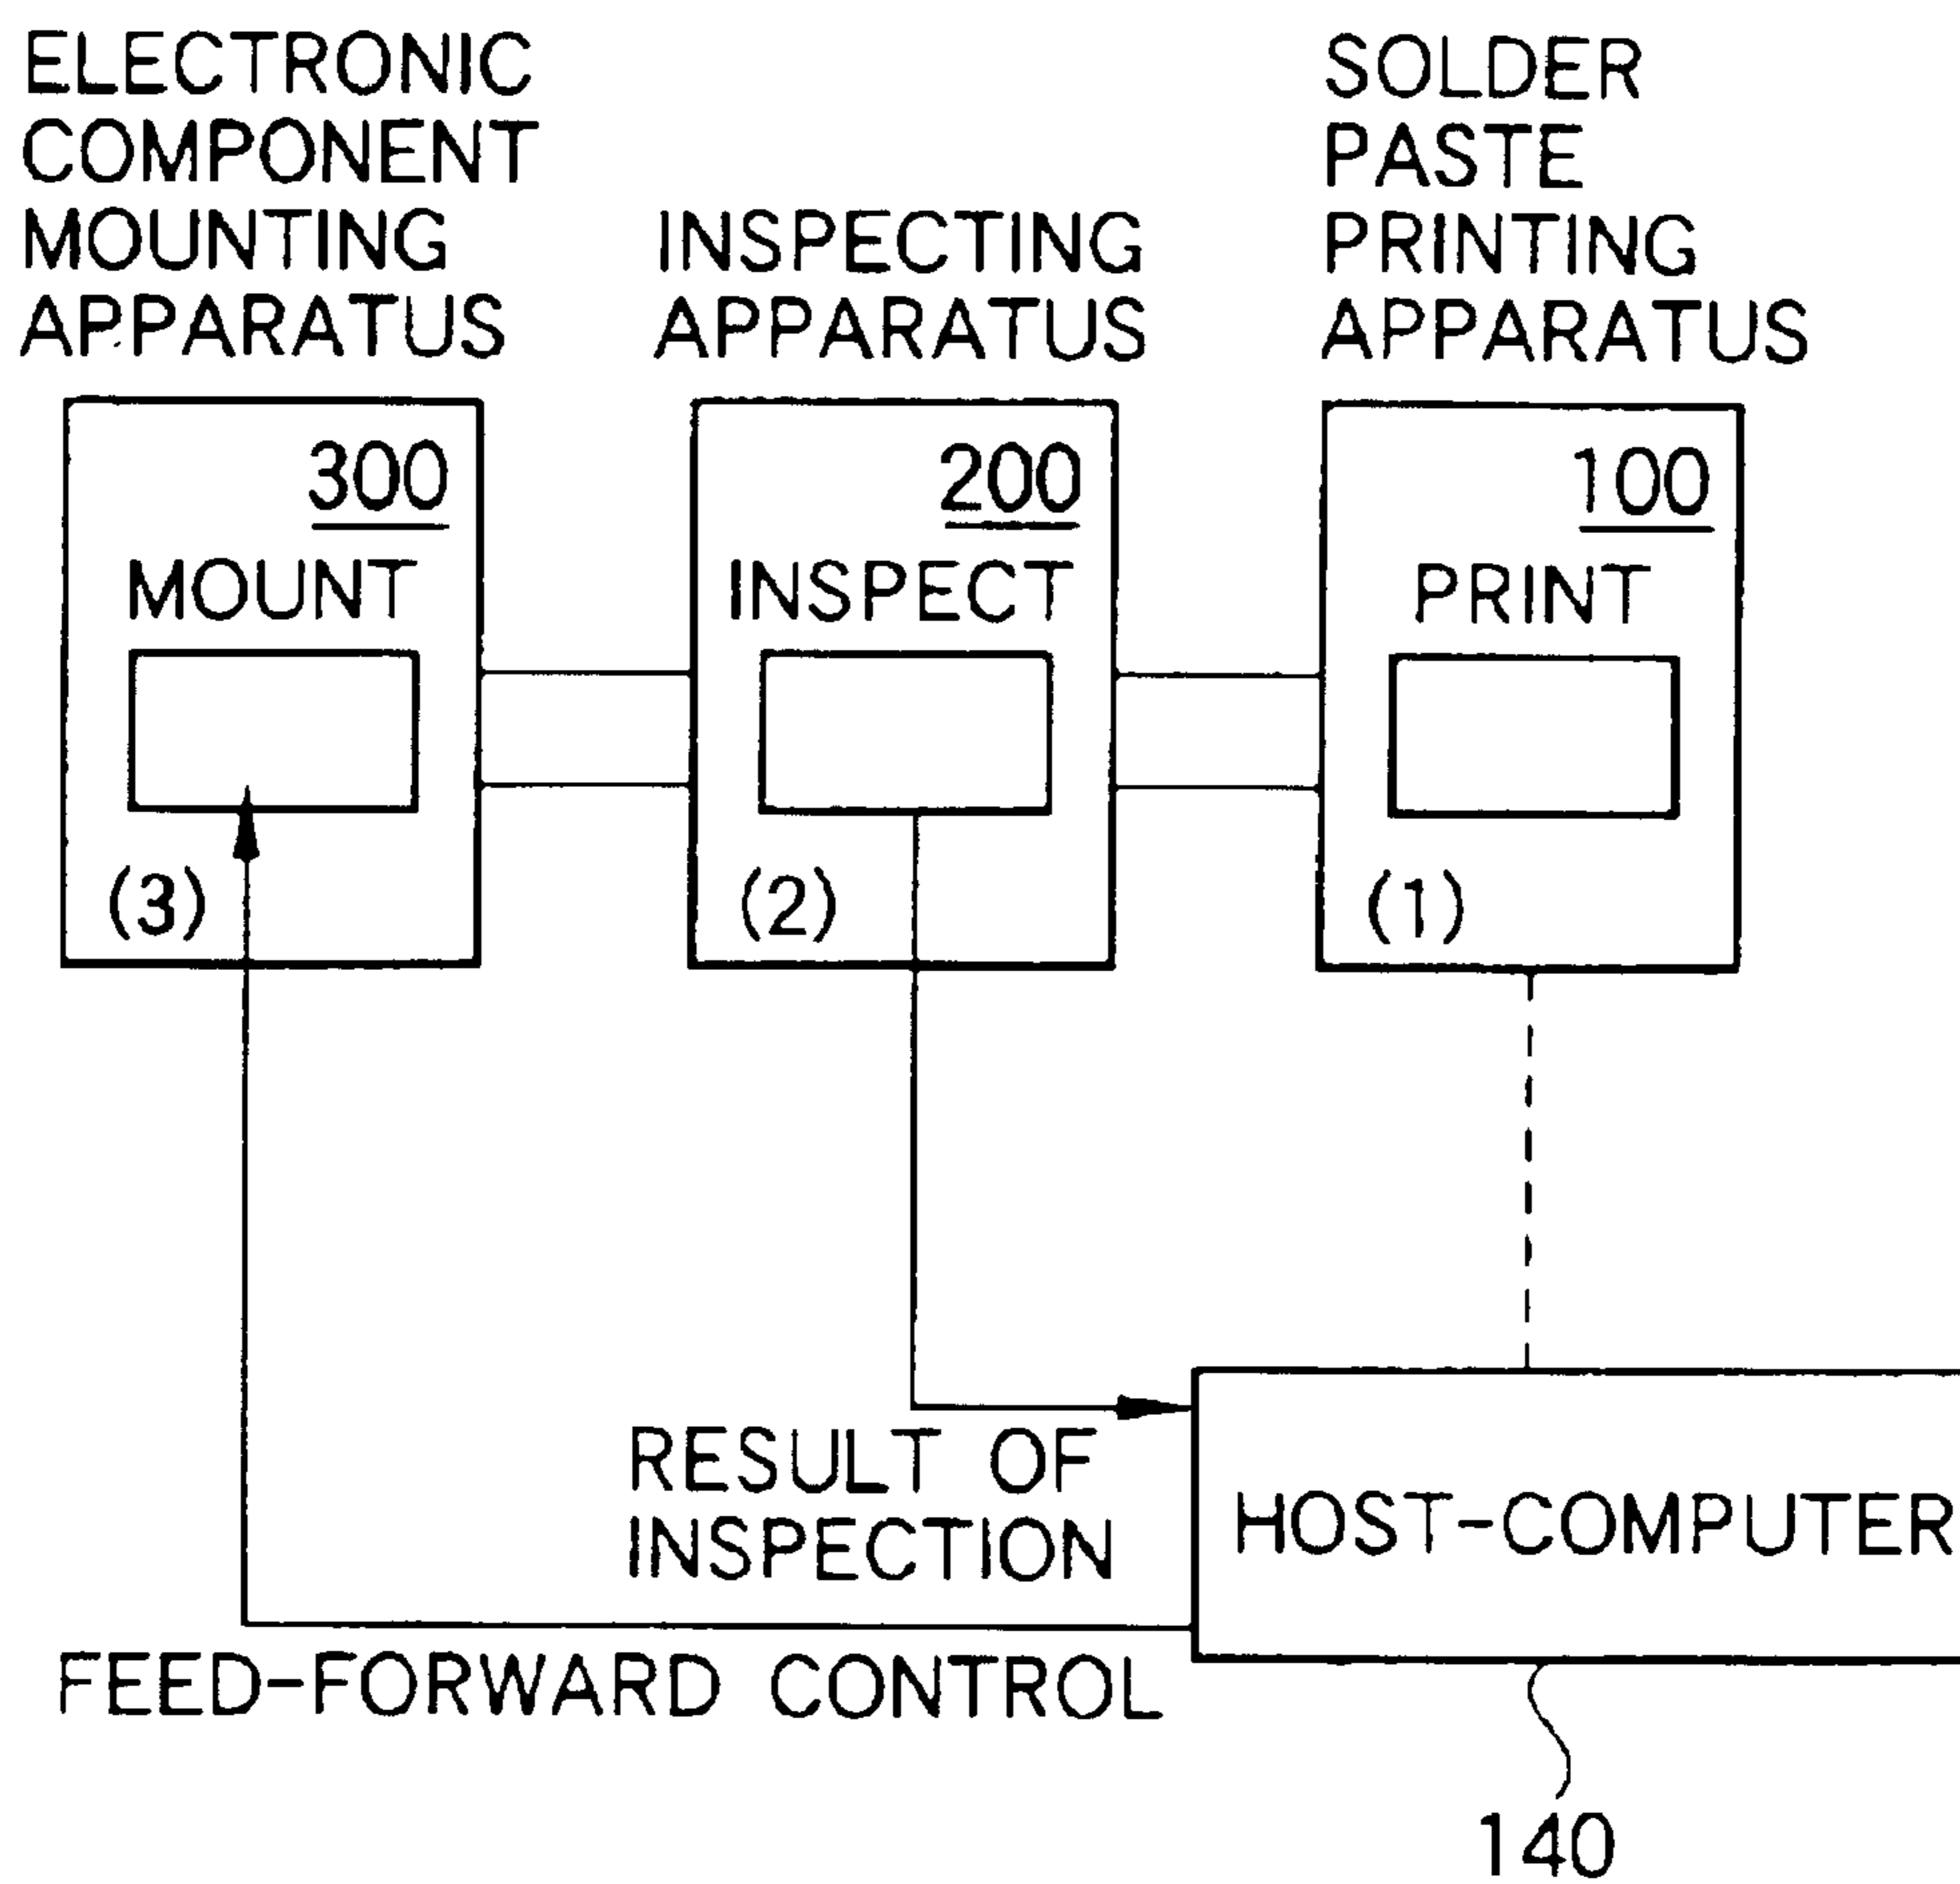 ELECTRONIC
COMPONENT
MOUNTING
APPARATUS
INSPECTING
APPARATUS
SOLDER
PASTE
PRINTING
APPARATUS
300
MOUNT
(3)
200
INSPECT
(2)
100
PRINT
(1)
RESULT OF
INSPECTION
HOST-COMPUTER
FEED-FORWARD CONTROL
140